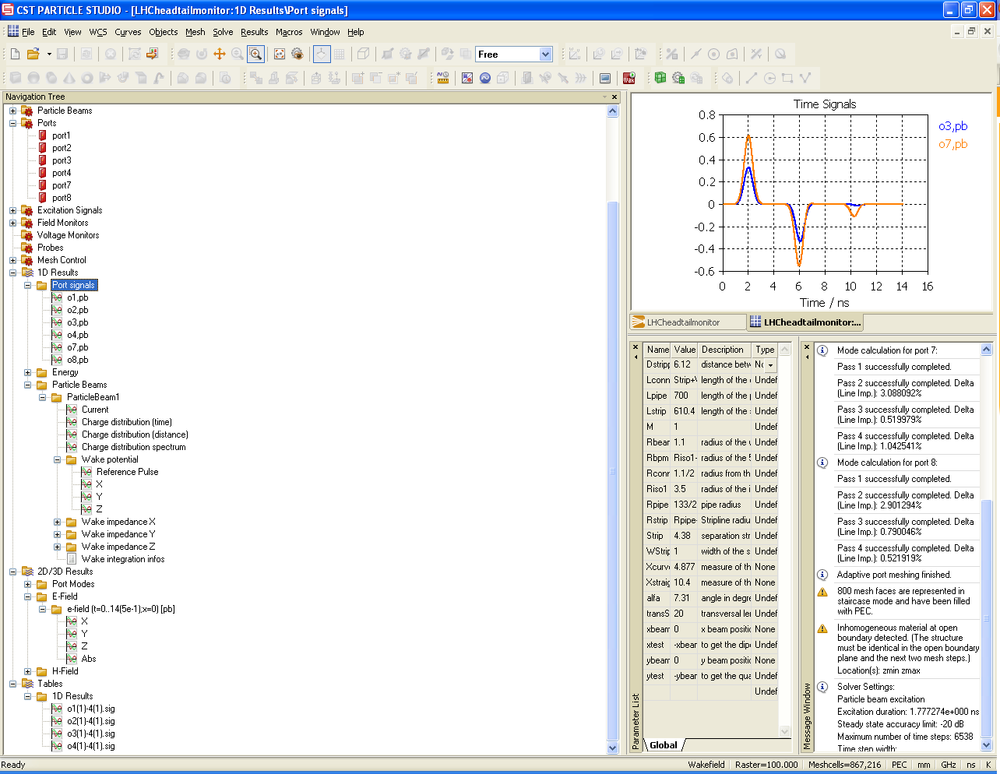 CST PARTICLE STUDIO - [LHCheadtailmonitor:1D Results\Port signals]
File Edit View WCS Curves Objects Mesh Solve Results Macros Window Help
Free
Wak
Navigation Tree
Particle Beams
Ports
port1
port2
port3
port4
port7
port8
Excitation Signals
Field Monitors
Voltage Monitors
Probes
Mesh Control
1D Results
Port signals
o1,pb
o2,pb
o3,pb
o4,pb
o7,pb
o8,pb
Energy
Particle Beams
ParticleBeam1
Current
Charge distribution (time)
Charge distribution (distance)
Charge distribution spectrum
Wake potential
Reference Pulse
X
Y
Z
Wake impedance X
Wake impedance Y
Wake impedance Z
Wake integration infos
2D/3D Results
Port Modes
E-Field
e-field (t=0..14(5e-1);x=0) [pb]
X
Y
Z
Abs
H-Field
Tables
1D Results
o1(1)-4(1).sig
o2(1)-4(1).sig
o3(1)-4(1).sig
o4(1)-4(1).sig
Time Signals
0.8
0.6
0.4
0.2
0
-0.2
-0.4
-0.6
0 2 4 6 8 10 12 14 16
Time / ns
o3,pb
o7,pb
LHCheadtailmonitor
LHCheadtailmonitor:...
Name Value Description Type
Dstripp 6.12 distance betw Nc
Lconn Strip+\ length of the Undef
Lpipe 700 length of the Undef
Lstrip 610.4 length of the Undef
M 1 Undef
Rbear 1.1 radius of the Undef
Rbpm Riso1- radius of the 5 Undef
Rconr 1.1/2 radius from th Undef
Riso1 3.5 radius of the i Undef
Rpipe 133/2 pipe radius Undef
Rstrip Rpipe- Stripline radiu Undef
Strip 4.38 separation str Undef
WStrip 1 width of the s Undef
Xcurv 4.877 measure of th None
Xstraig 10.4 measure of th None
alfa 7.31 angle in degre Undef
transS 20 transversal ler Undef
xbeam 0 x beam positic None
xtest -xbear to get the dipc Undef
ybeam 0 y beam positic None
ytest -ybear to get the qua Undef
Undef
Global
Parameter List
Message Window
Mode calculation for port 7:
Pass 1 successfully completed.
Pass 2 successfully completed. Delta
(Line Imp.): 3.088092%
Pass 3 successfully completed. Delta
(Line Imp.): 0.519979%
Pass 4 successfully completed. Delta
(Line Imp.): 1.042541%
Mode calculation for port 8:
Pass 1 successfully completed.
Pass 2 successfully completed. Delta
(Line Imp.): 2.901294%
Pass 3 successfully completed. Delta
(Line Imp.): 0.790046%
Pass 4 successfully completed. Delta
(Line Imp.): 0.521919%
Adaptive port meshing finished.
800 mesh faces are represented in
staircase mode and have been filled
with PEC.
Inhomogeneous material at open
boundary detected. (The structure
must be identical in the open boundary
plane and the next two mesh steps.)
Location(s): zmin zmax
Solver Settings:
Particle beam excitation
Excitation duration: 1.777274e+000 ns
Steady state accuracy limit: -20 dB
Maximum number of time steps: 6538
Time step width:
Ready
Wakefield Raster=100.000 Meshcells=867,216 PEC mm GHz ns K